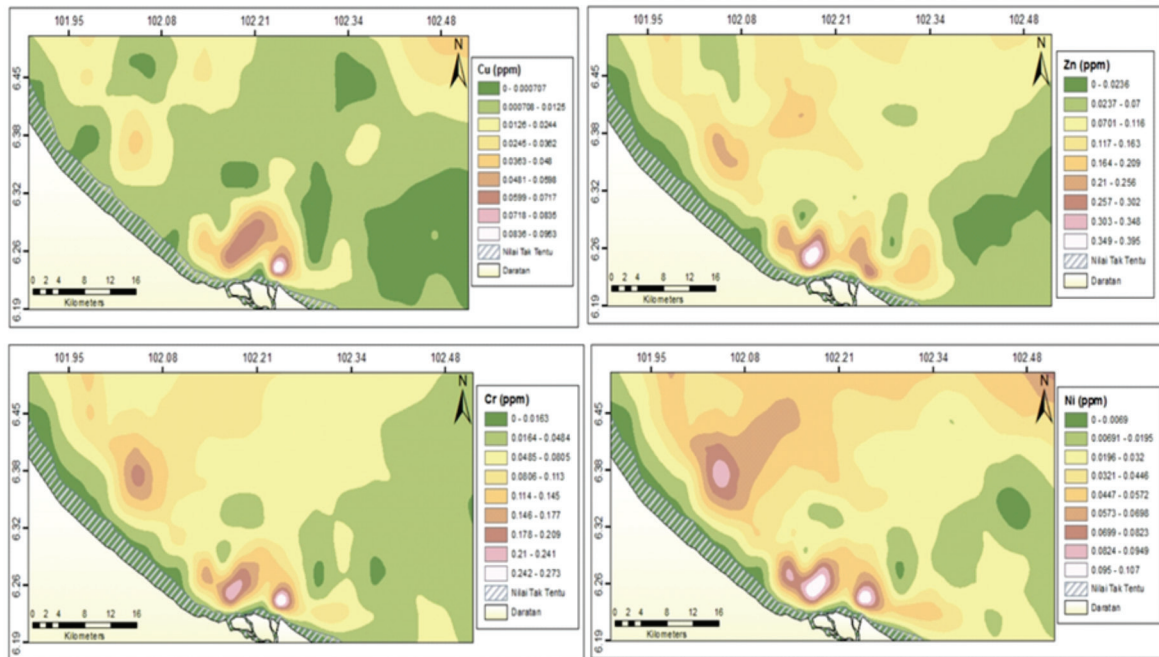 101.95 102.08 102.21 102.34 102.48
6.45
6.38
6.32
6.26
6.19
N
Cu (ppm)
0 - 0.000707
0.000708 - 0.0125
0.0126 - 0.0244
0.0245 - 0.0362
0.0363 - 0.048
0.0481 - 0.0598
0.0599 - 0.0717
0.0718 - 0.0835
0.0836 - 0.0953
Nilai Tak Tentu
Daratan
0 2 4 8 12 16
Kilometers
101.95 102.08 102.21 102.34 102.48
6.45
6.38
6.32
6.26
6.19
N
Zn (ppm)
0 - 0.0236
0.0237 - 0.07
0.0701 - 0.116
0.117 - 0.163
0.164 - 0.209
0.21 - 0.256
0.257 - 0.302
0.303 - 0.348
0.349 - 0.395
Nilai Tak Tentu
Daratan
0 2 4 8 12 16
Kilometers
101.95 102.08 102.21 102.34 102.48
6.45
6.38
6.32
6.26
6.19
N
Cr (ppm)
0 - 0.0163
0.0164 - 0.0484
0.0485 - 0.0805
0.0806 - 0.113
0.114 - 0.145
0.146 - 0.177
0.178 - 0.209
0.21 - 0.241
0.242 - 0.273
Nilai Tak Tentu
Daratan
0 2 4 8 12 16
Kilometers
101.95 102.08 102.21 102.34 102.48
6.45
6.38
6.32
6.26
6.19
N
Ni (ppm)
0 - 0.0069
0.00691 - 0.0195
0.0196 - 0.032
0.0321 - 0.0446
0.0447 - 0.0572
0.0573 - 0.0698
0.0699 - 0.0823
0.0824 - 0.0949
0.095 - 0.107
Nilai Tak Tentu
Daratan
0 2 4 8 12 16
Kilometers